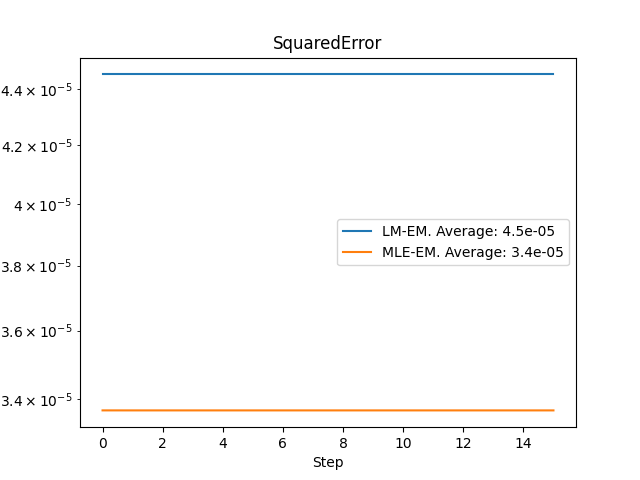 SquaredError
4.4 × 10⁻⁵
4.2 × 10⁻⁵
4 × 10⁻⁵
3.8 × 10⁻⁵
3.6 × 10⁻⁵
3.4 × 10⁻⁵
LM-EM. Average: 4.5e-05
MLE-EM. Average: 3.4e-05
0 2 4 6 8 10 12 14
Step